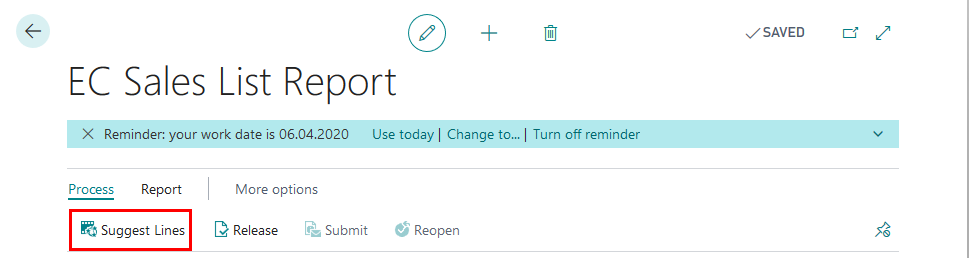 SAVED
EC Sales List Report
Reminder: your work date is 06.04.2020 Use today | Change to... | Turn off reminder
Process Report More options
Suggest Lines Release Submit Reopen